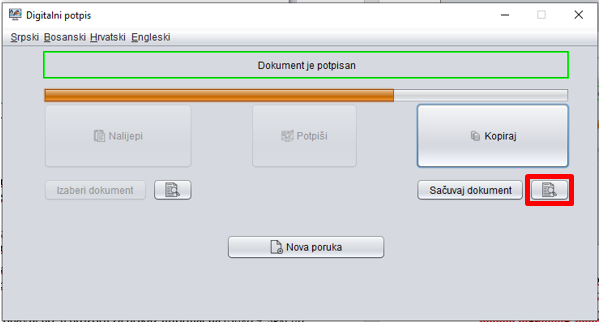 Digitalni potpis
Srpski Bosanski Hrvatski Engleski
Dokument je potpisan
Nalijepi Potpiši Kopiraj
Izaberi dokument Sačuvaj dokument
Nova poruka